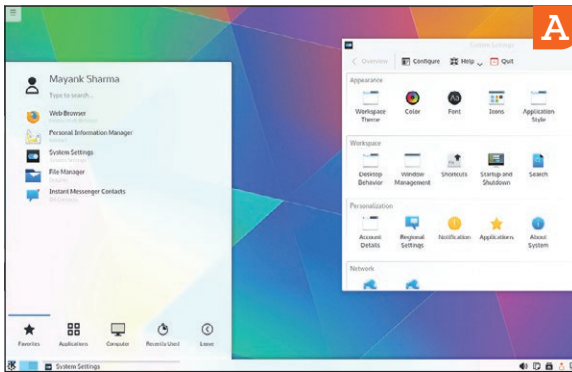 A
Mayank Sharma
Type to search...
Web Browser
Personal Information Manager
System Settings
File Manager
Instant Messenger Contacts
Favorites
Applications
Computer
Recently Used
Leave
System Settings
System Settings
Overview
Configure
Help
Quit
Appearance
Workspace Theme
Color
Font
Icons
Application Style
Workspace
Desktop Behavior
Window Management
Shortcuts
Startup and Shutdown
Search
Personalization
Account Details
Regional Settings
Notification
Applications
About System
Network